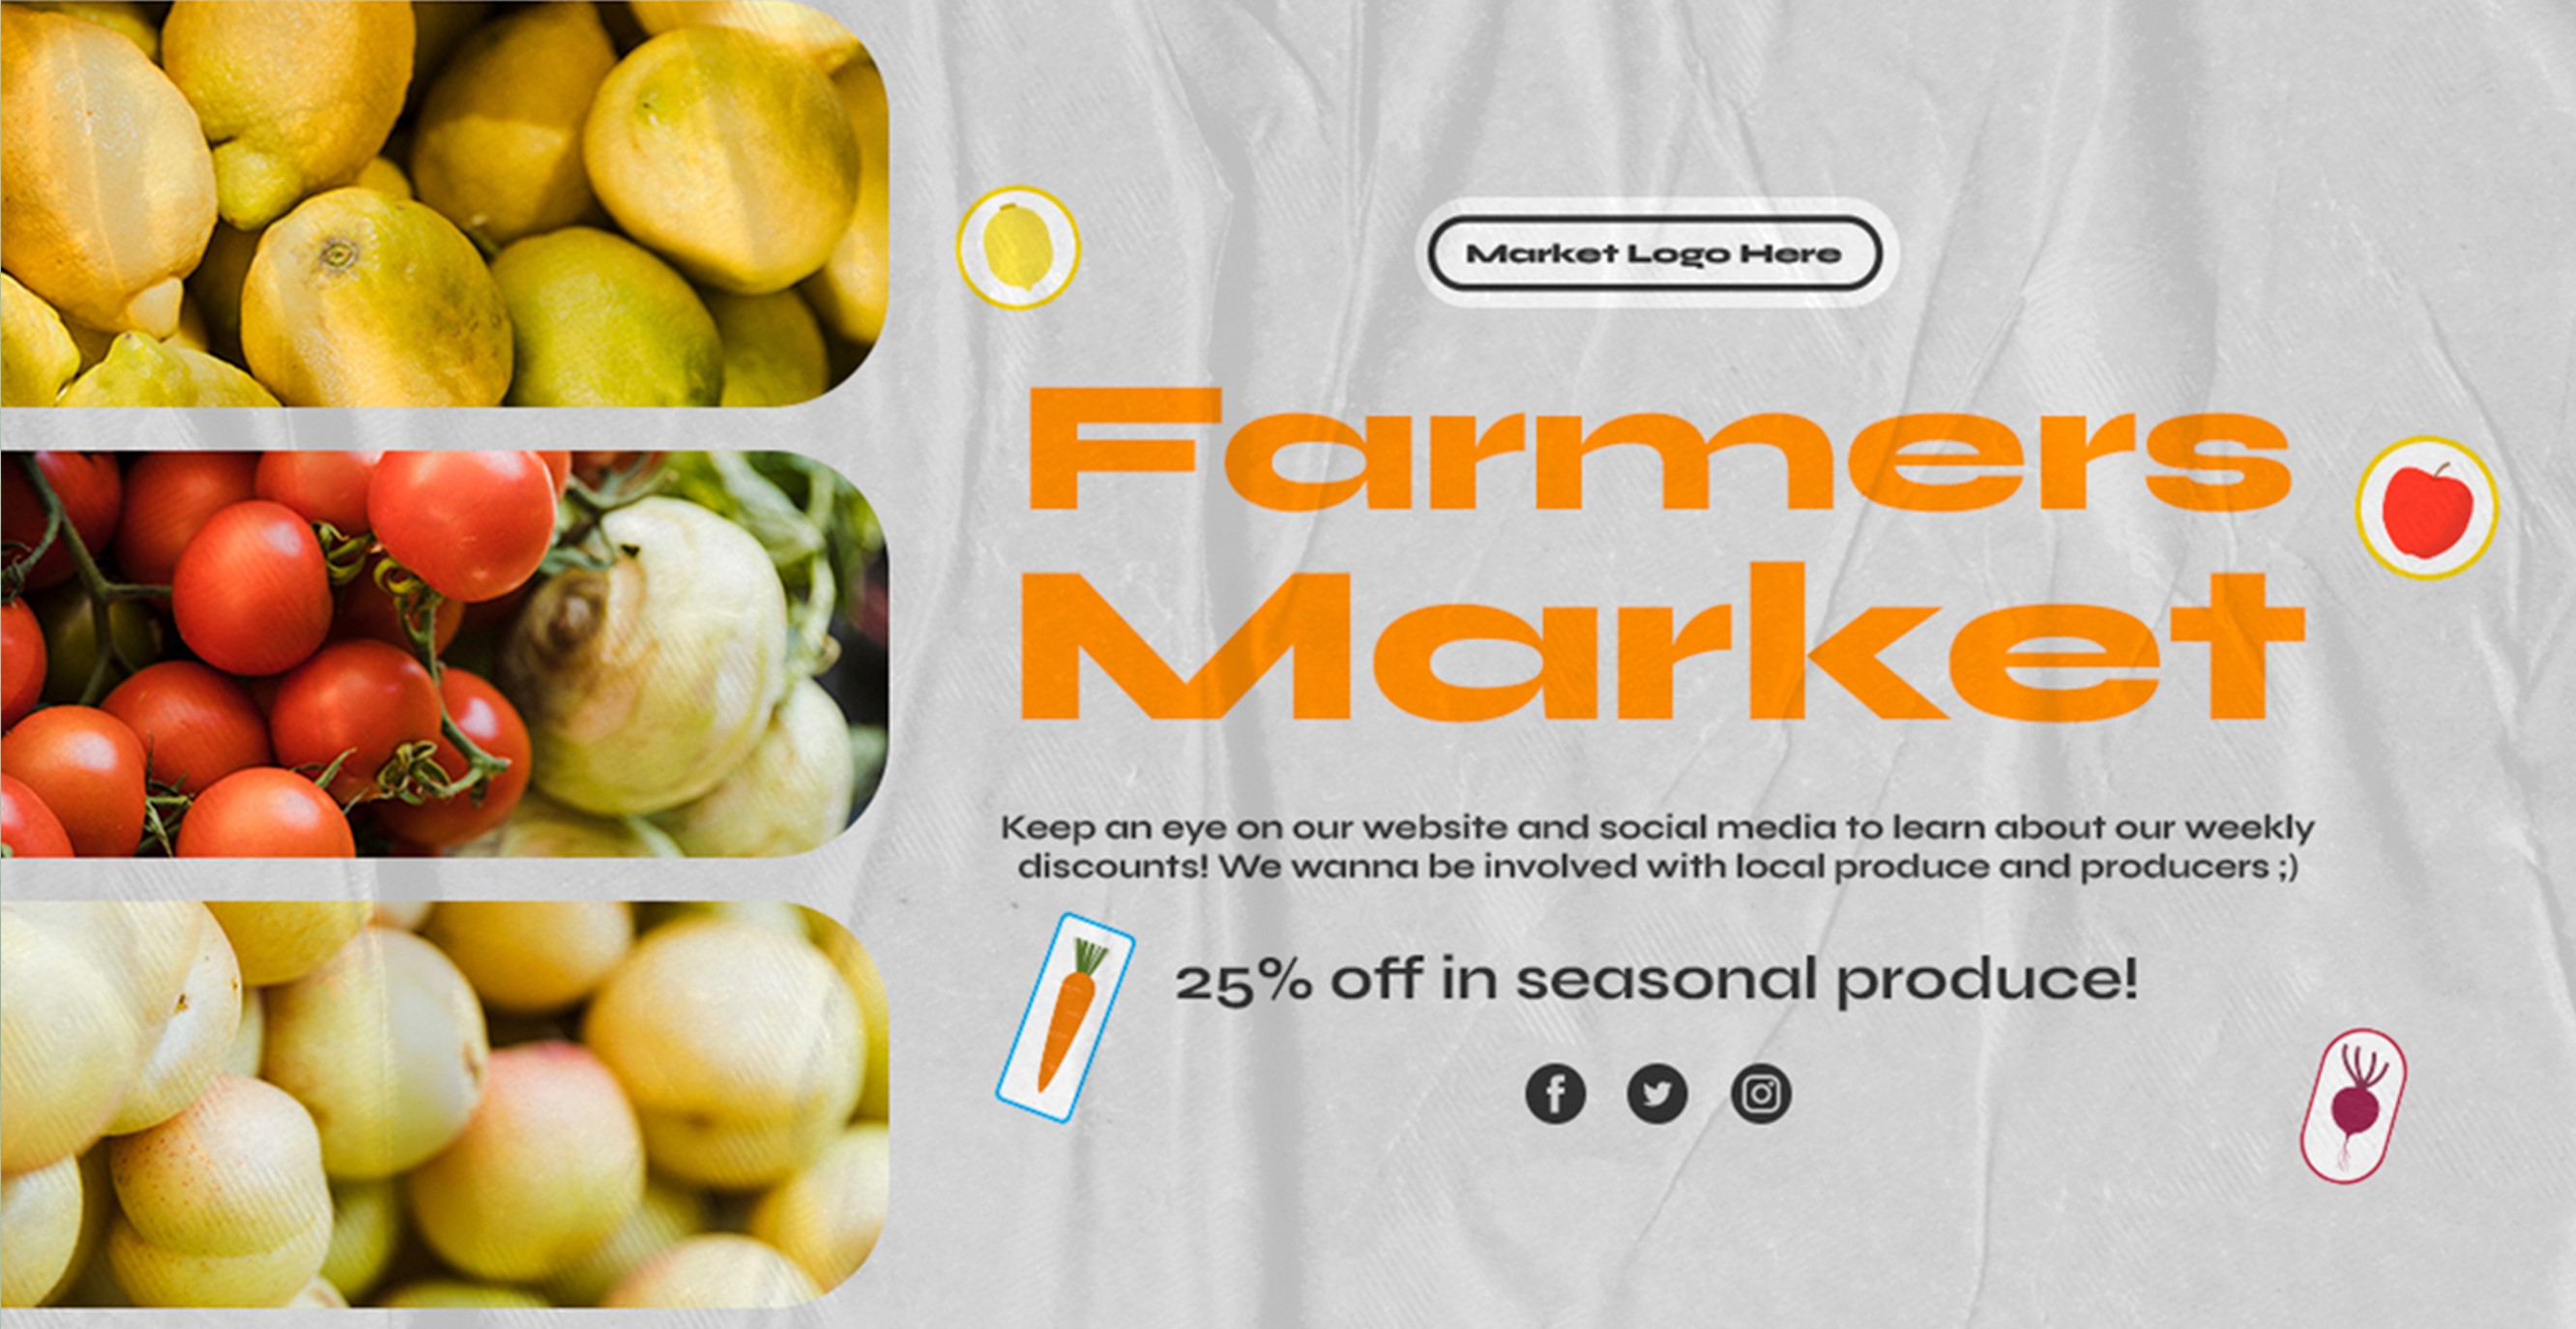 Market Logo Here
Farmers
Market
Keep an eye on our website and social media to learn about our weekly
discounts! We wanna be involved with local produce and producers ;)
25% off in seasonal produce!